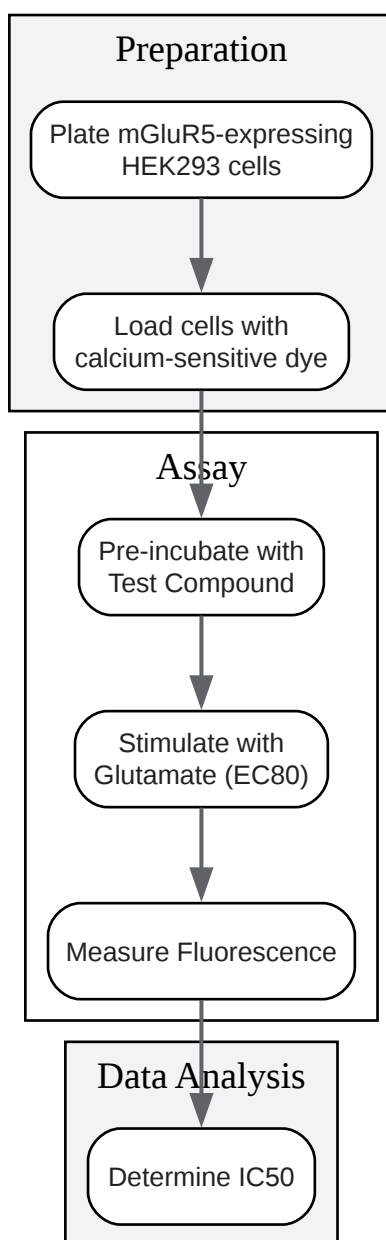 Preparation
Plate mGluR5-expressing
HEK293 cells
Load cells with
calcium-sensitive dye
Assay
Pre-incubate with
Test Compound
Stimulate with
Glutamate (EC80)
Measure Fluorescence
Data Analysis
Determine IC50